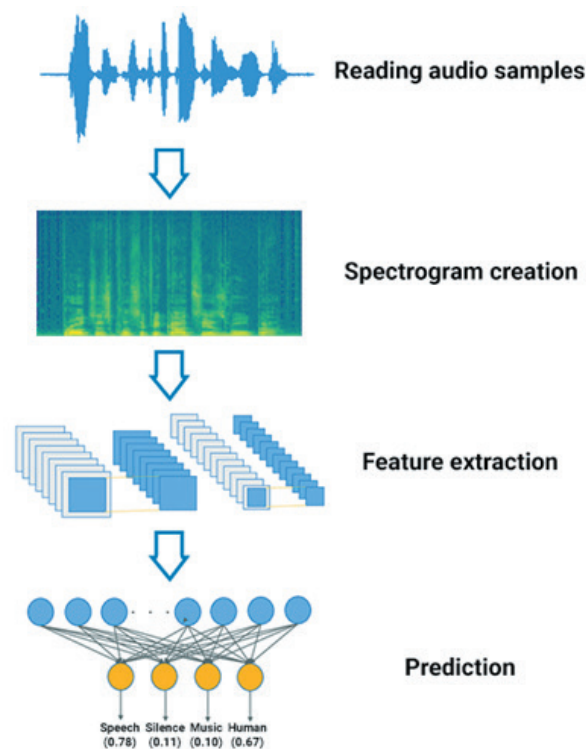 Reading audio samples
Spectrogram creation
Feature extraction
Prediction
Speech Silence Music Human
(0.78) (0.11) (0.10) (0.67)